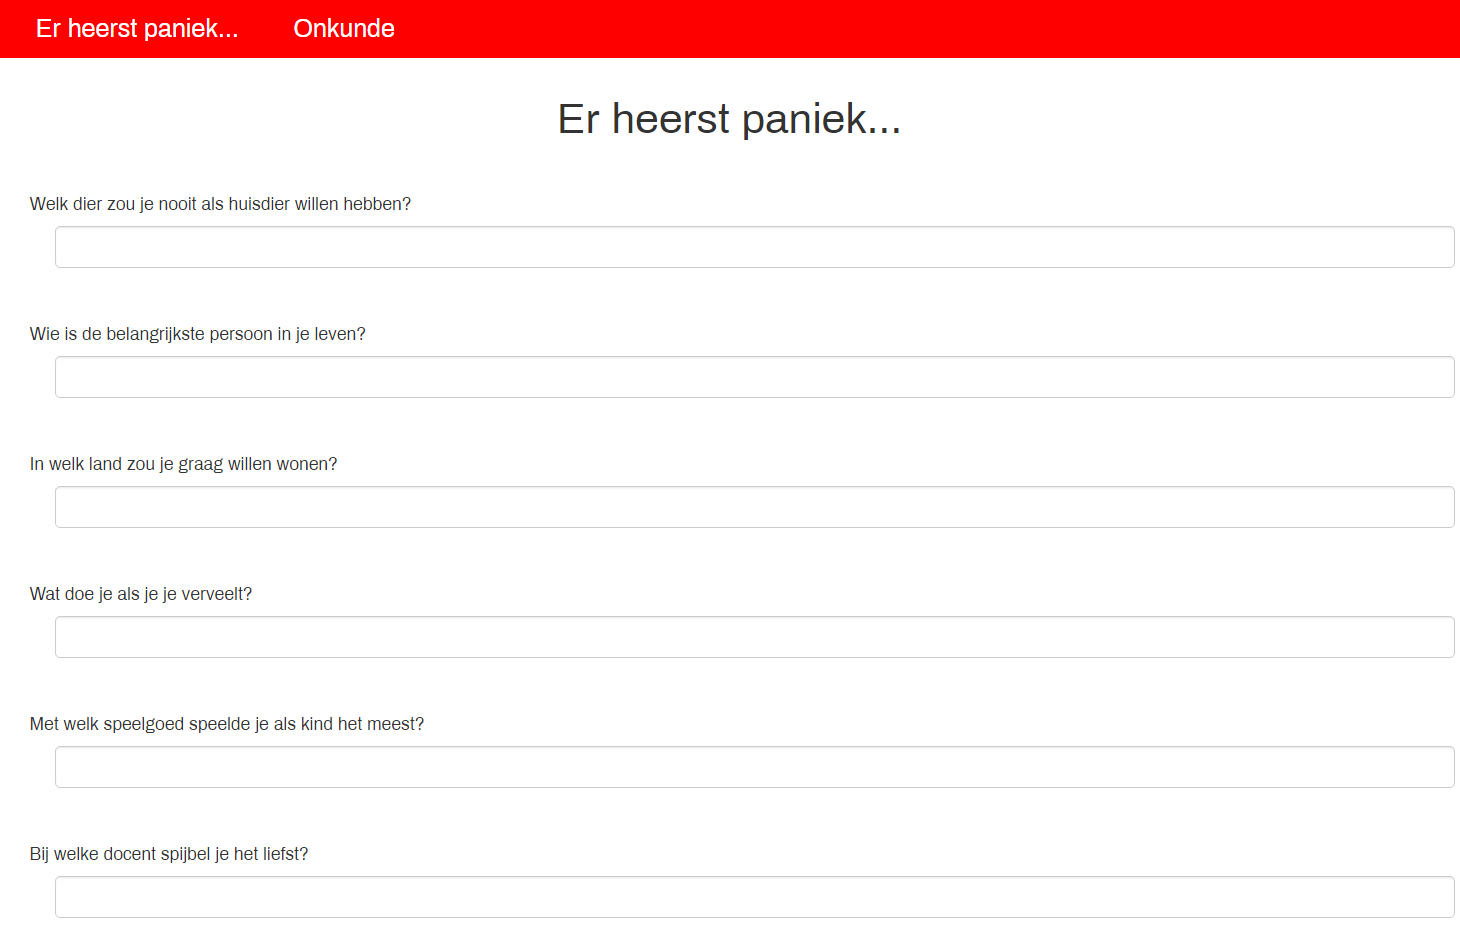 Er heerst paniek... Onkunde
Er heerst paniek...
Welk dier zou je nooit als huisdier willen hebben?
Wie is de belangrijkste persoon in je leven?
In welk land zou je graag willen wonen?
Wat doe je als je je verveelt?
Met welk speelgoed speelde je als kind het meest?
Bij welke docent spijbel je het liefst?